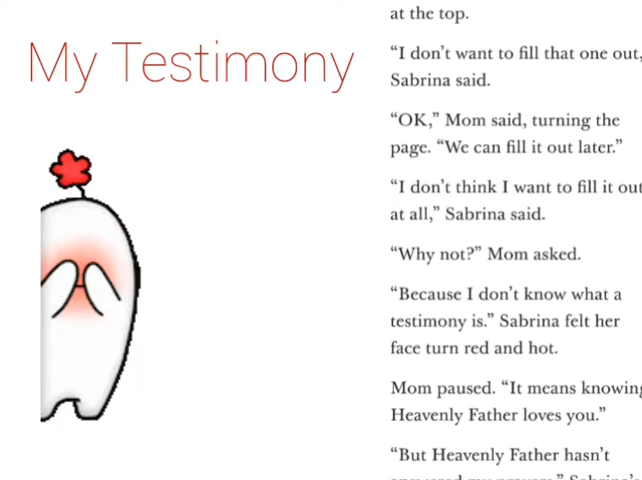 My Testimony
at the top.
“I don’t want to fill that one out,
Sabrina said.
“OK,” Mom said, turning the
page. “We can fill it out later.”
“I don’t think I want to fill it out
at all,” Sabrina said.
“Why not?” Mom asked.
“Because I don’t know what a
testimony is.” Sabrina felt her
face turn red and hot.
Mom paused. “It means knowing
Heavenly Father loves you.”
“But Heavenly Father hasn’t